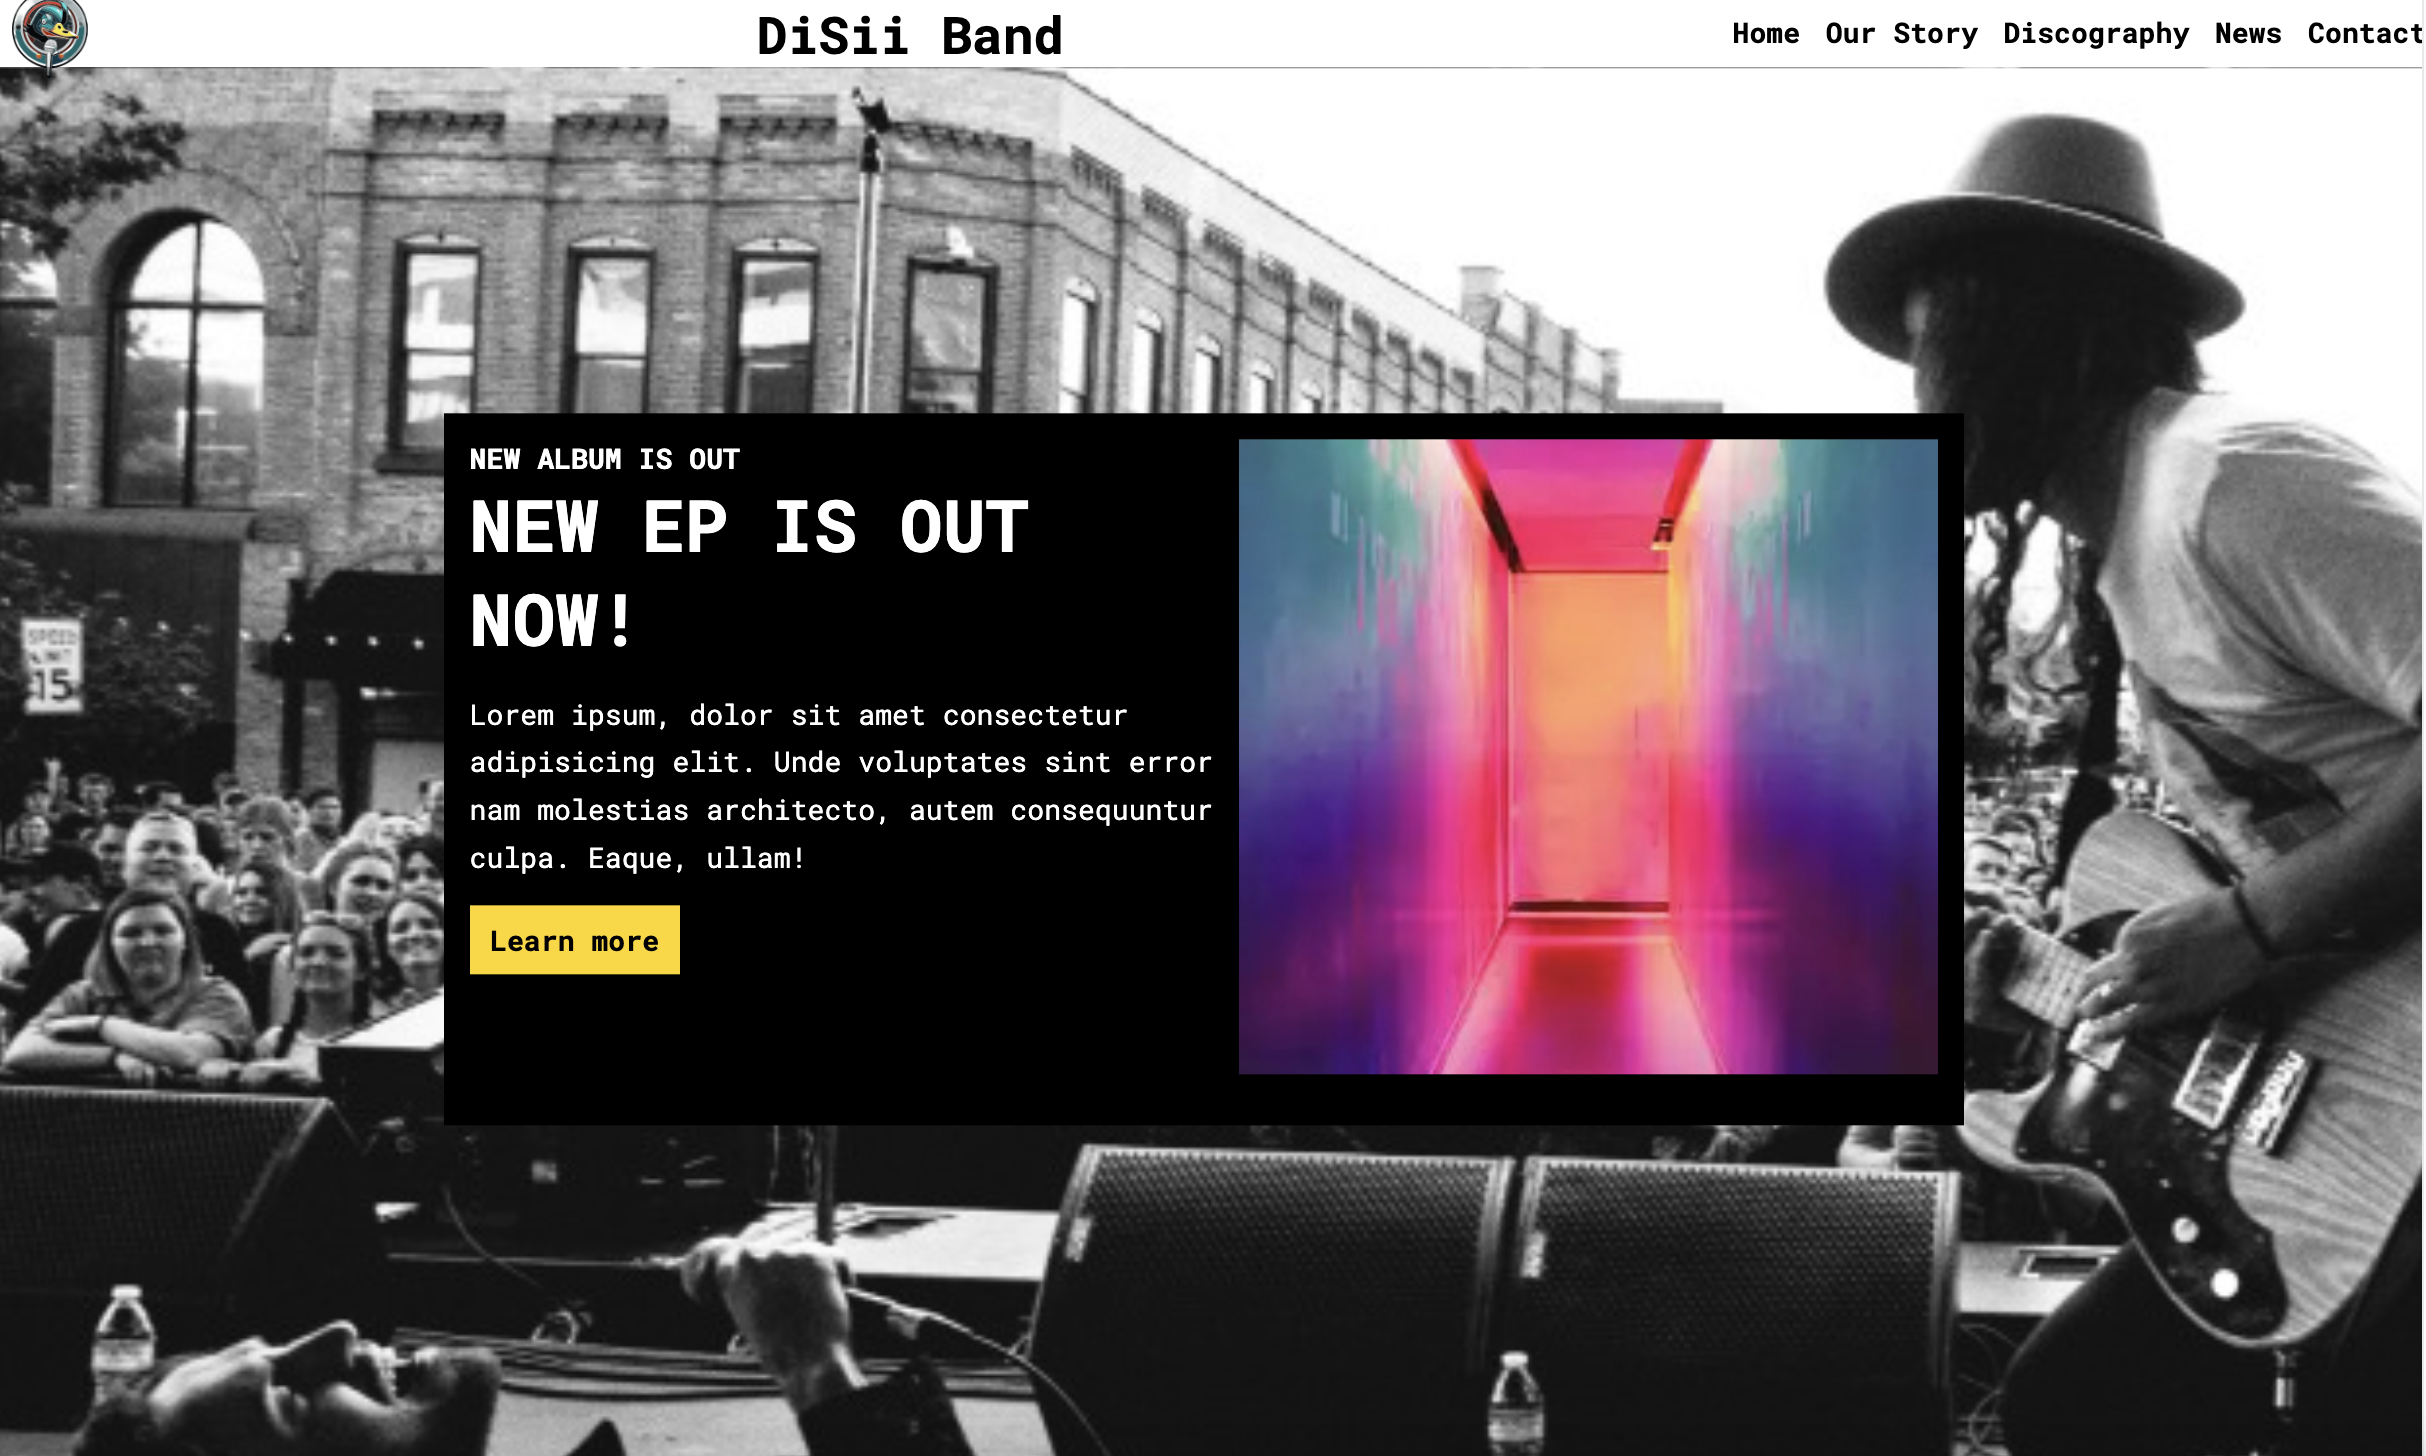 DiSii Band
Home Our Story Discography News Contact
NEW ALBUM IS OUT
NEW EP IS OUT
NOW!
Lorem ipsum, dolor sit amet consectetur
adipisicing elit. Unde voluptates sint error
nam molestias architecto, autem consequuntur
culpa. Eaque, ullam!
Learn more
SPEED
LIMIT
15